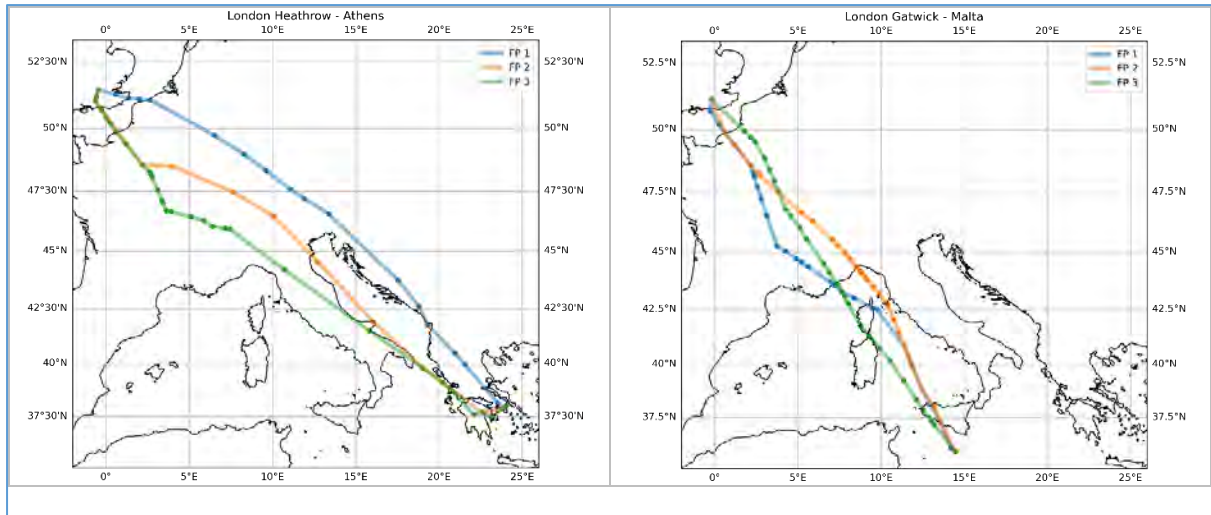 London Heathrow - Athens
0° 5°E 10°E 15°E 20°E 25°E
FP 1
FP 2
FP 3
52°30'N 52°30'N
50°N 50°N
47°30'N 47°30'N
45°N 45°N
42°30'N 42°30'N
40°N 40°N
37°30'N 37°30'N
0° 5°E 10°E 15°E 20°E 25°E
London Gatwick - Malta
0° 5°E 10°E 15°E 20°E 25°E
FP 1
FP 2
FP 3
52.5°N 52.5°N
50°N 50°N
47.5°N 47.5°N
45°N 45°N
42.5°N 42.5°N
40°N 40°N
37.5°N 37.5°N
0° 5°E 10°E 15°E 20°E 25°E